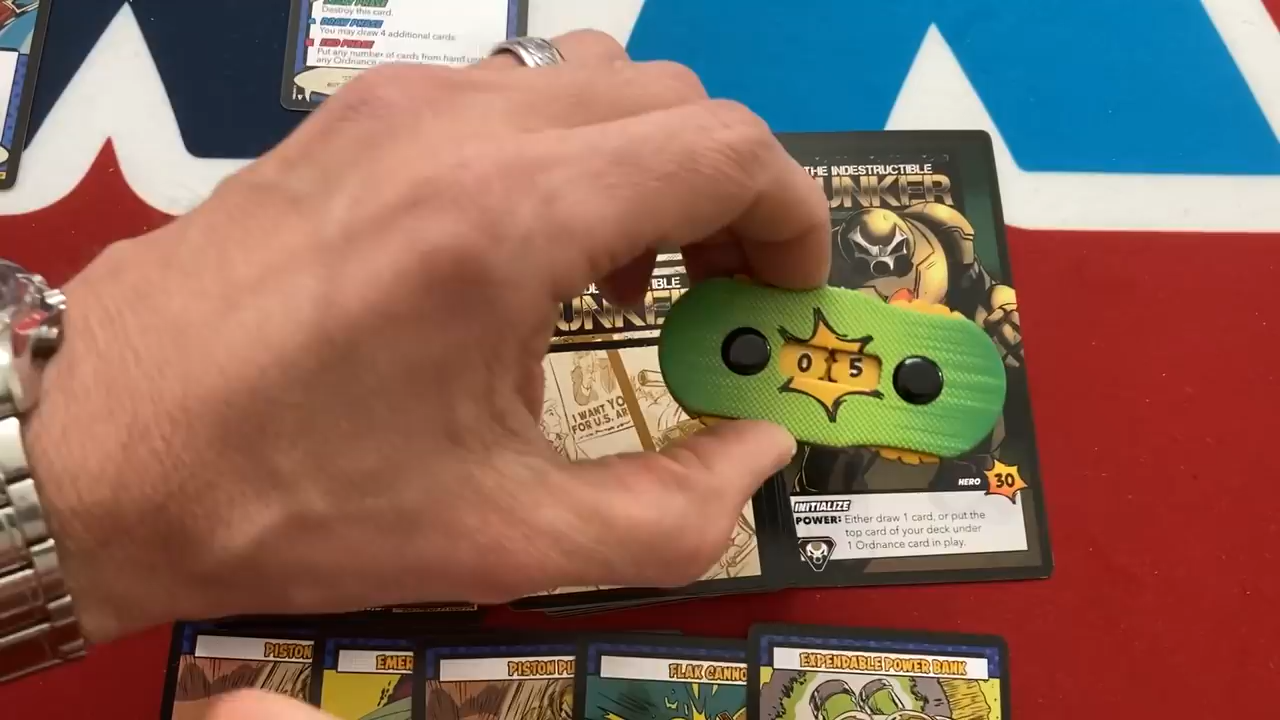 Destroy this card.
DRAW PHASE
You may draw 4 additional cards.
END PHASE
Put any number of cards from hand
any Ordnance
THE INDESTRUCTIBLE
UNKER
I WANT YO
FOR U.S. AR
0 5
HERO 30
INITIALIZE
POWER: Either draw 1 card, or put the
top card of your deck under
1 Ordnance card in play.
PISTON
EMER
PISTON PU
FLAK CANNO
EXPENDABLE POWER BANK